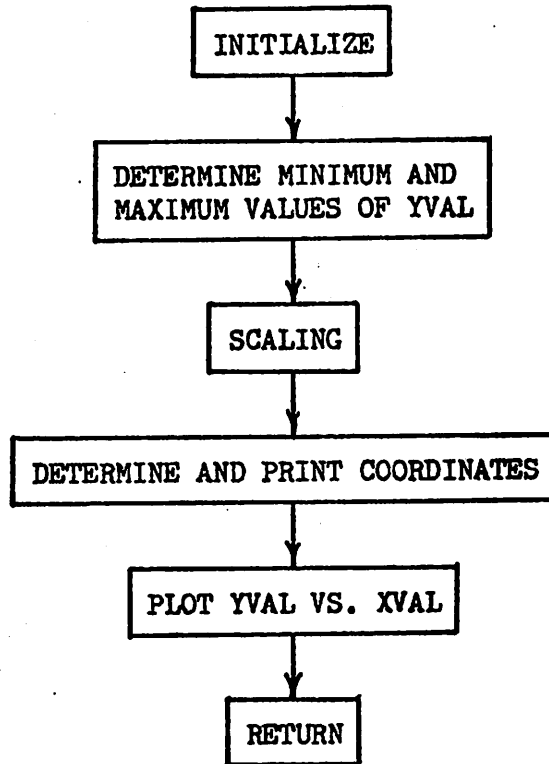 INITIALIZE
DETERMINE MINIMUM AND
MAXIMUM VALUES OF YVAL
SCALING
DETERMINE AND PRINT COORDINATES
PLOT YVAL VS. XVAL
RETURN